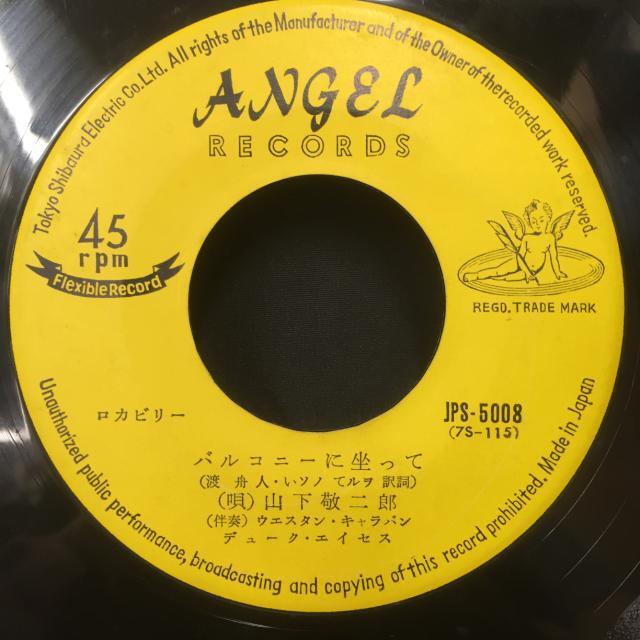 Tokyo Shibaura Electric Co.Ltd. All rights of the Manufacturer and of the Owner of the recorded work reserved.
ANGEL
RECORDS
45
rpm
Flexible Record
REGD. TRADE MARK
ロカビリー
JPS-5008
(7S-115)
バルコニーに坐って
(渡 舟人・いソノ てルヲ 訳詞)
(唄) 山下敬二郎
(伴奏) ウエスタン・キャラバン
デューク・エイセス
Unauthorized public performance, broadcasting and copying of this record prohibited. Made in Japan